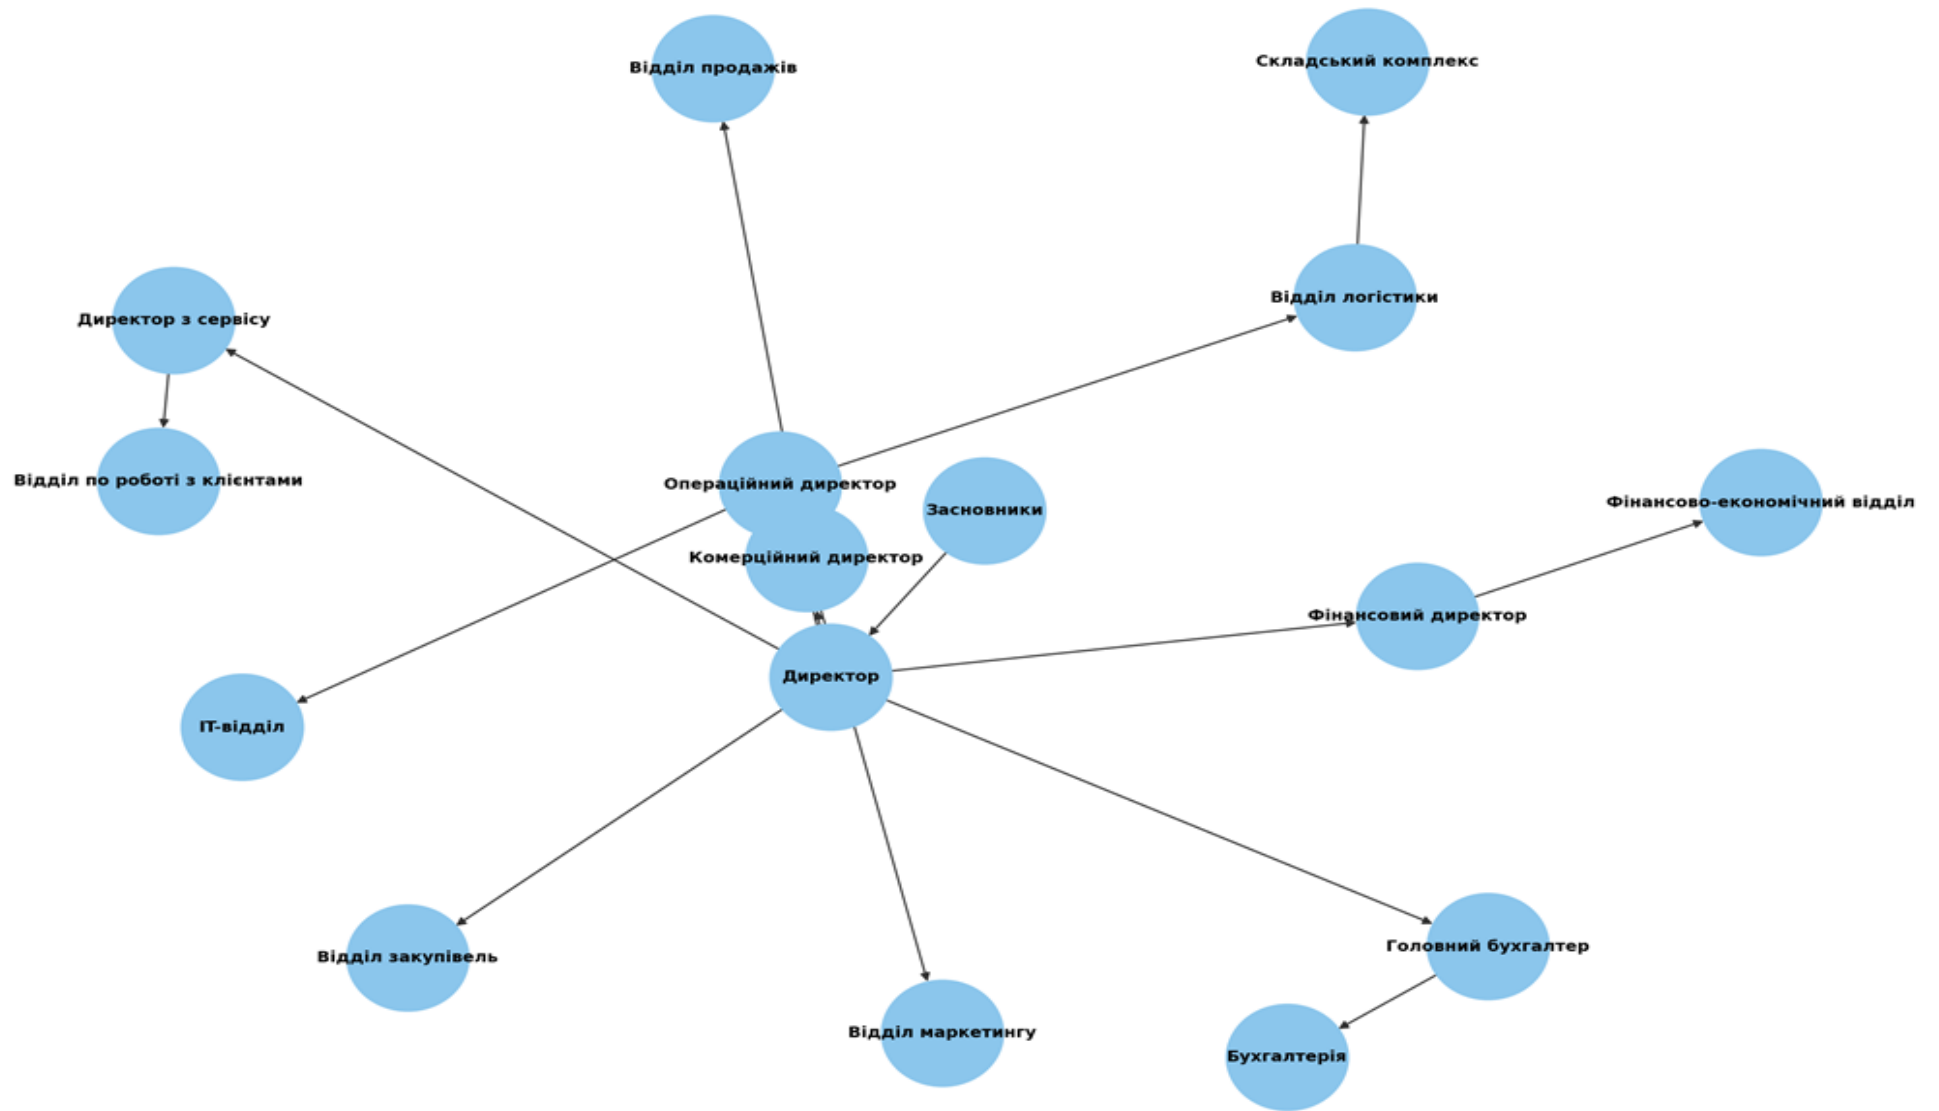 Складський комплекс
Відділ продажів
Відділ логістики
Директор з сервісу
Відділ по роботі з клієнтами
Операційний директор
Фінансово-економічний відділ
Засновники
Комерційний директор
Фінансовий директор
Директор
ІТ-відділ
Головний бухгалтер
Відділ закупівель
Відділ маркетингу
Бухгалтерія